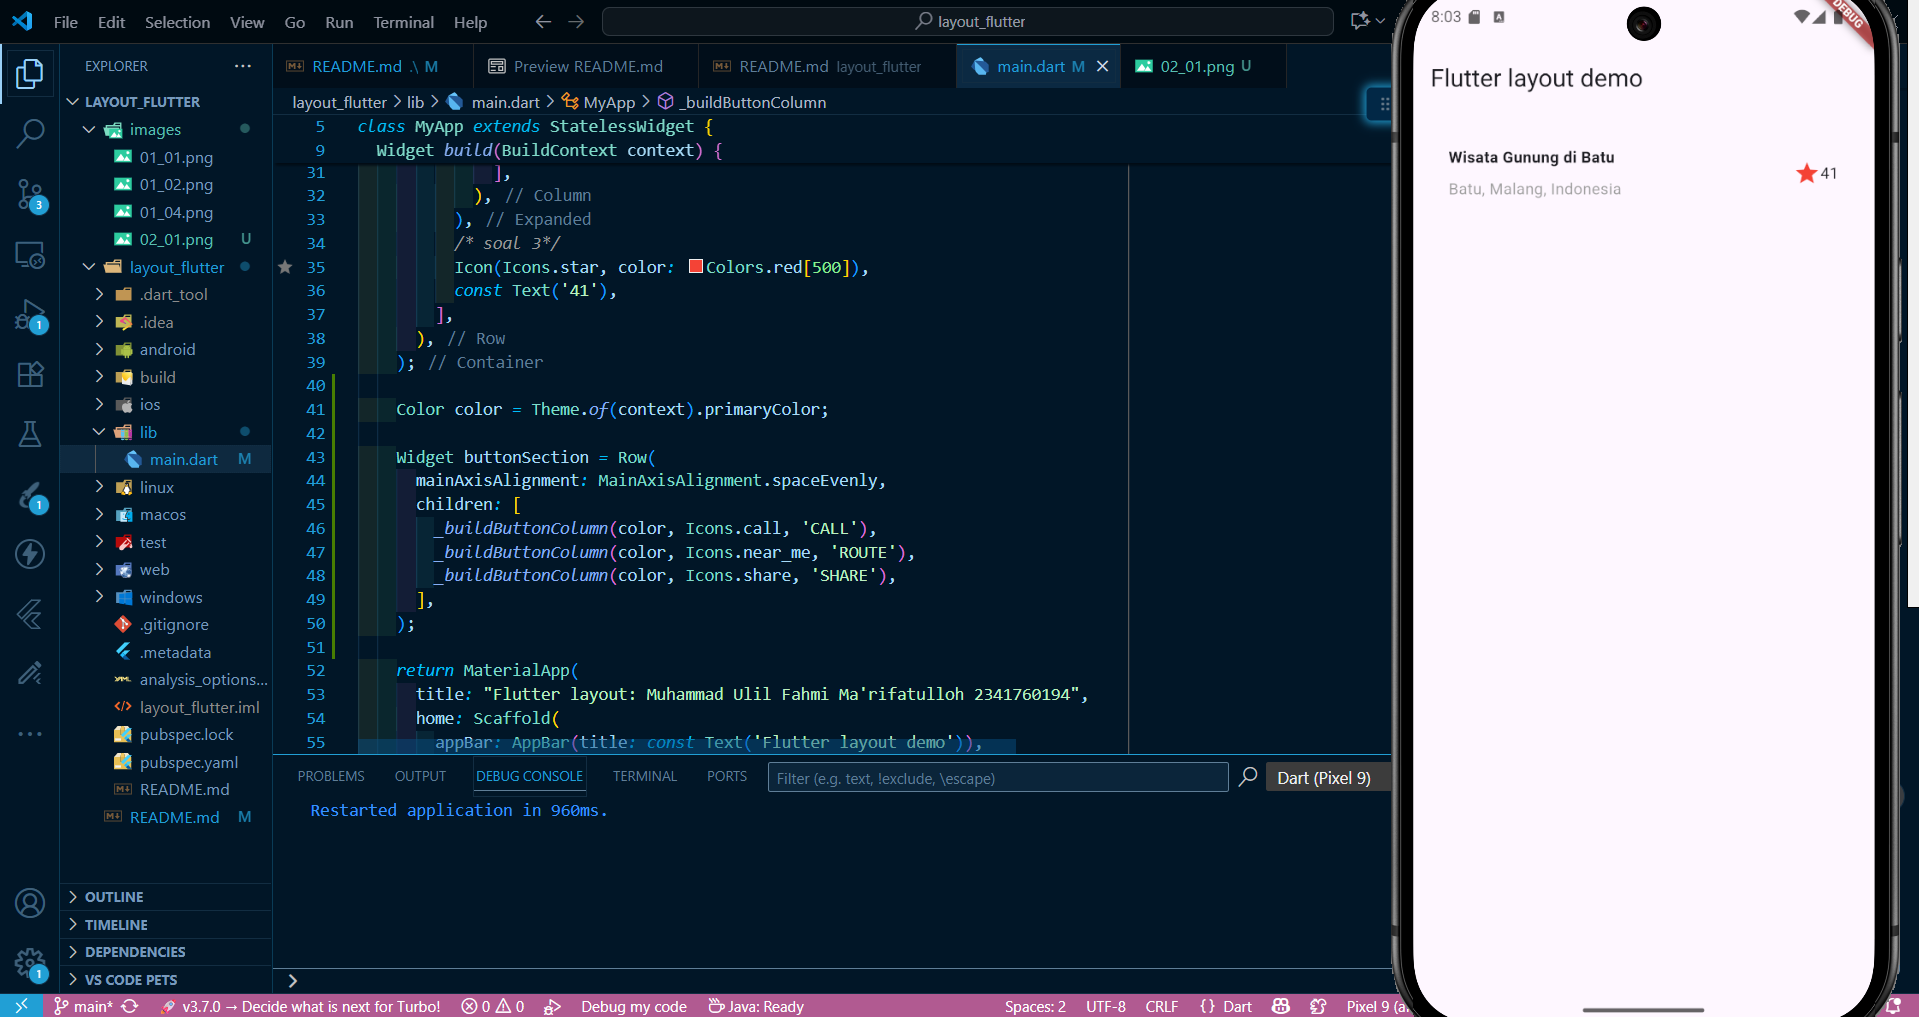 File Edit Selection View Go Run Terminal Help
layout_flutter
EXPLORER
LAYOUT_FLUTTER
images
01_01.png
01_02.png
01_04.png
02_01.png U
layout_flutter
.dart_tool
.idea
android
build
ios
lib
main.dart M
linux
macos
test
web
windows
.gitignore
.metadata
analysis_options...
layout_flutter.iml
pubspec.lock
pubspec.yaml
README.md
README.md M
OUTLINE
TIMELINE
DEPENDENCIES
VS CODE PETS
3
1
1
1
README.md .\ M
Preview README.md
README.md layout_flutter
main.dart M
02_01.png U
layout_flutter > lib > main.dart > MyApp > _buildButtonColumn
5 class MyApp extends StatelessWidget {
9 Widget build(BuildContext context) {
31 ],
32 ), // Column
33 ), // Expanded
34 /* soal 3*/
35 Icon(Icons.star, color: Colors.red[500]),
36 const Text('41'),
37 ],
38 ), // Row
39 ); // Container
40
41 Color color = Theme.of(context).primaryColor;
42
43 Widget buttonSection = Row(
44 mainAxisAlignment: MainAxisAlignment.spaceEvenly,
45 children: [
46 _buildButtonColumn(color, Icons.call, 'CALL'),
47 _buildButtonColumn(color, Icons.near_me, 'ROUTE'),
48 _buildButtonColumn(color, Icons.share, 'SHARE'),
49 ],
50 );
51
52 return MaterialApp(
53 title: "Flutter layout: Muhammad Ulil Fahmi Ma'rifatulloh 2341760194",
54 home: Scaffold(
55 appBar: AppBar(title: const Text('Flutter layout demo')),
PROBLEMS OUTPUT DEBUG CONSOLE TERMINAL PORTS
Filter (e.g. text, !exclude, \escape)
Dart (Pixel 9)
Restarted application in 960ms.
main* v3.7.0 → Decide what is next for Turbo! 0 0 Debug my code Java: Ready
Spaces: 2 UTF-8 CRLF {} Dart Pixel 9 (a
8:03
DEBUG
Flutter layout demo
Wisata Gunung di Batu
Batu, Malang, Indonesia
41